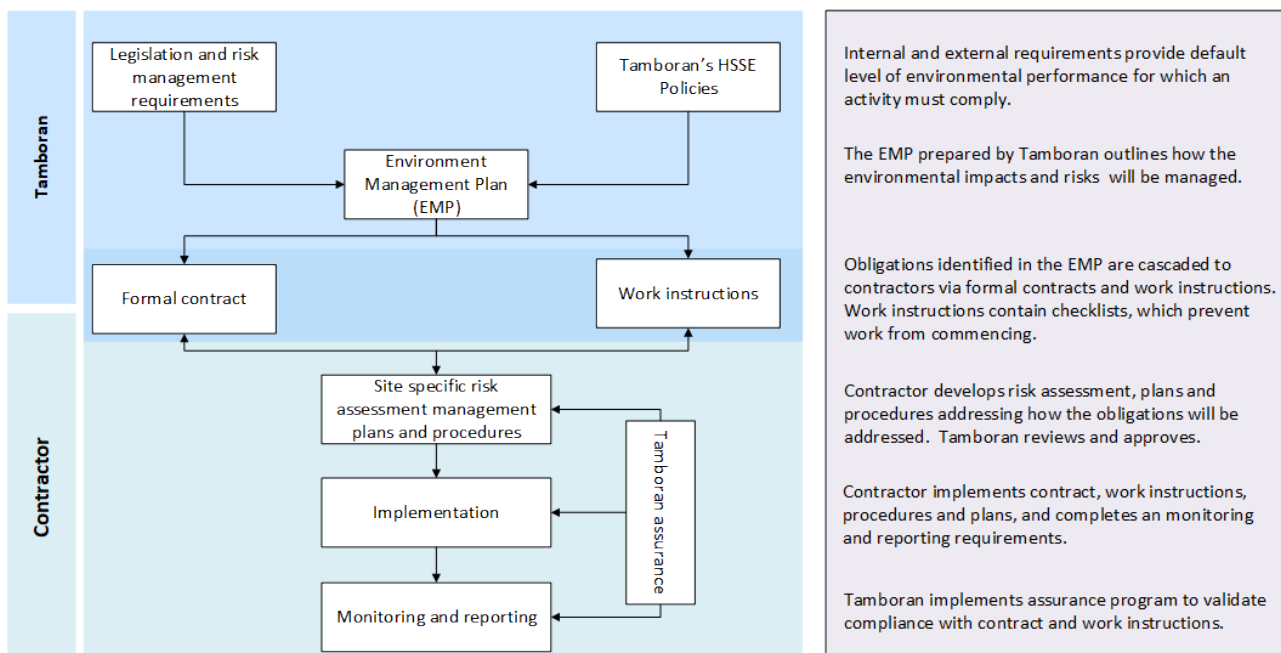 Tamboran
Legislation and risk
management
requirements
Tamboran's HSSE
Policies
Environment
Management Plan
(EMP)
Formal contract
Work instructions
Contractor
Site specific risk
assessment management
plans and procedures
Implementation
Monitoring and reporting
Tamboran assurance
Internal and external requirements provide default
level of environmental performance for which an
activity must comply.
The EMP prepared by Tamboran outlines how the
environmental impacts and risks will be managed.
Obligations identified in the EMP are cascaded to
contractors via formal contracts and work instructions.
Work instructions contain checklists, which prevent
work from commencing.
Contractor develops risk assessment, plans and
procedures addressing how the obligations will be
addressed. Tamboran reviews and approves.
Contractor implements contract, work instructions,
procedures and plans, and completes an monitoring
and reporting requirements.
Tamboran implements assurance program to validate
compliance with contract and work instructions.